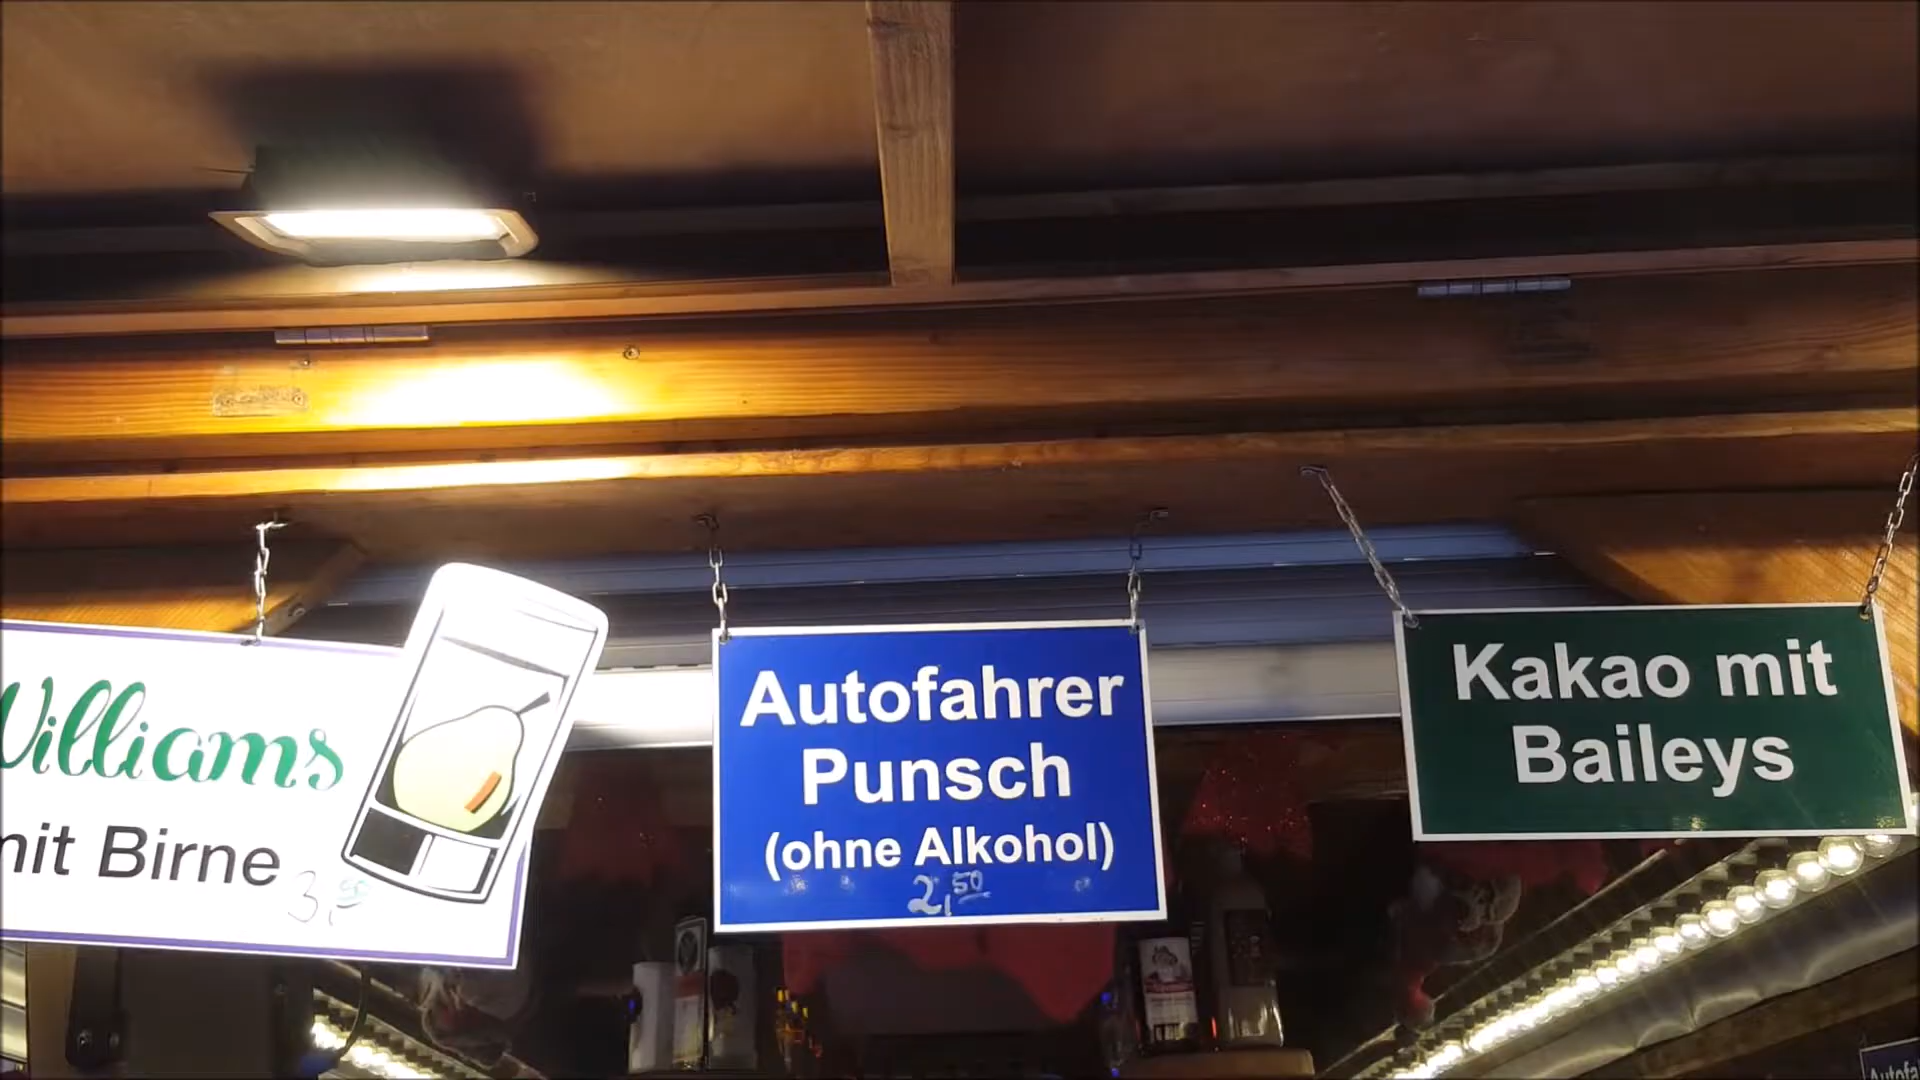 Williams
mit Birne
3,50
Autofahrer
Punsch
(ohne Alkohol)
2,50
Kakao mit
Baileys